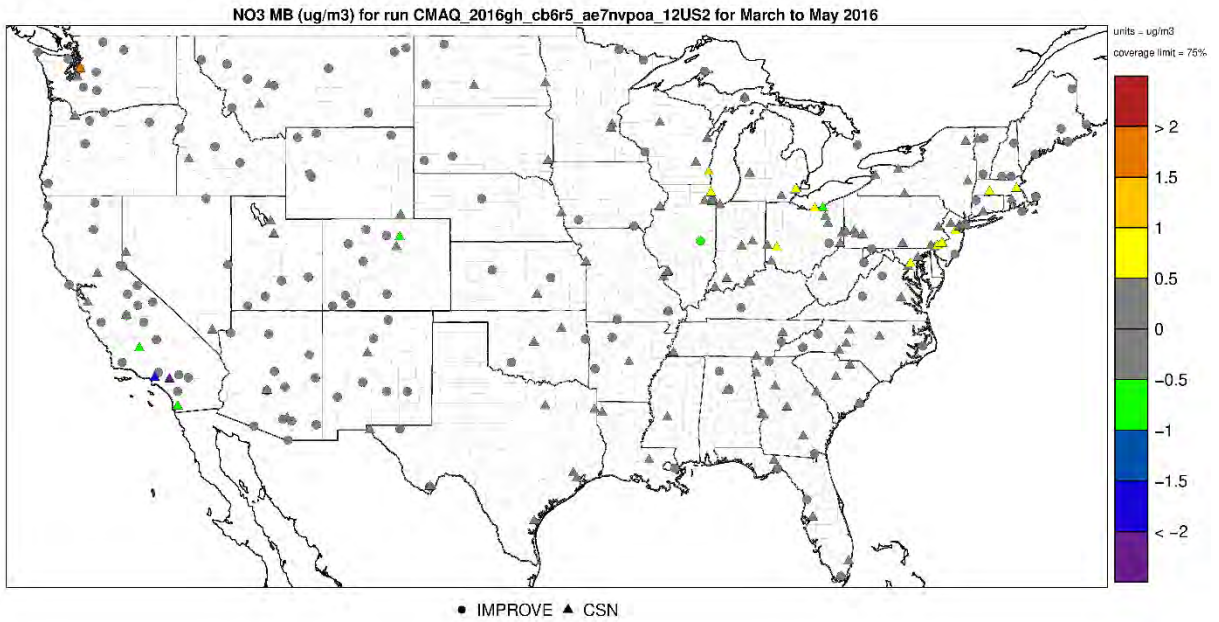 NO3 MB (ug/m3) for run CMAQ_2016gh_cb6r5_ae7nvpoa_12US2 for March to May 2016
units = ug/m3
coverage limit = 75%
> 2
1.5
1
0.5
0
−0.5
−1
−1.5
< −2
● IMPROVE ▲ CSN